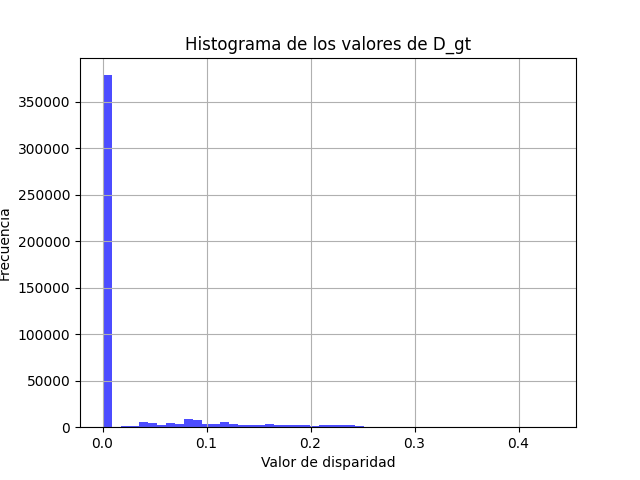 Histograma de los valores de D_gt
Frecuencia
350000
300000
250000
200000
150000
100000
50000
0
0.0 0.1 0.2 0.3 0.4
Valor de disparidad